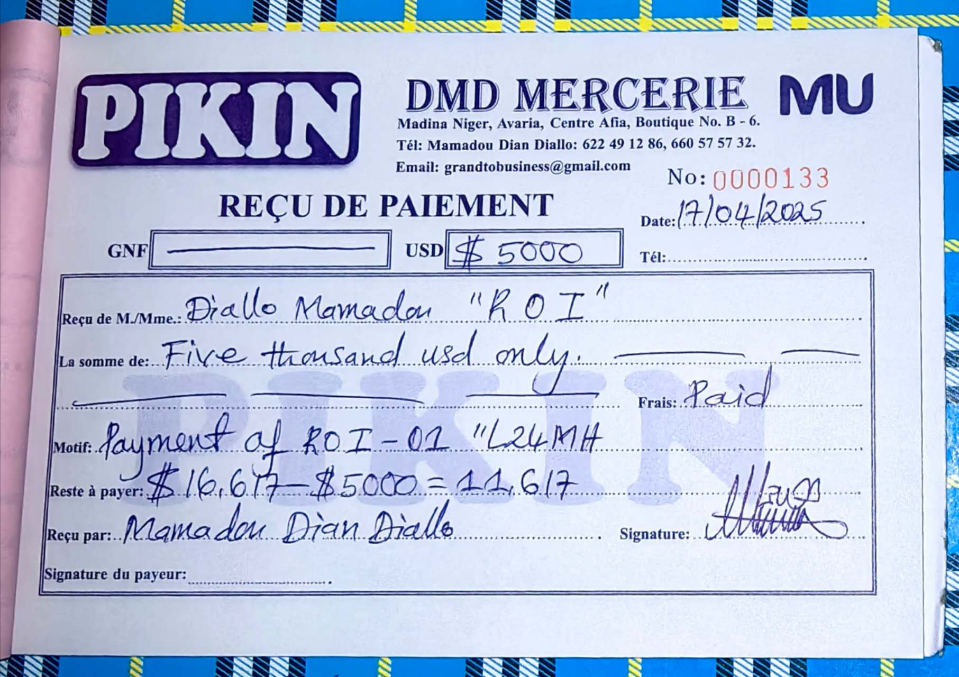 PIKIN
DMD MERCERIE
MU
Madina Niger, Avaria, Centre Afia, Boutique No. B - 6.
Tél: Mamadou Dian Diallo: 622 49 12 86, 660 57 57 32.
Email: grandtobusiness@gmail.com
No: 0000133
REÇU DE PAIEMENT
Date: 17/04/2025
GNF USD $ 5000 Tél:
Reçu de M./Mme.: Diallo Mamadou "ROI"
La somme de: Five thousand usd only.
Frais: Paid
Motif: Payment of ROI-01 "L24MH
Reste à payer: $16,617-$5000=11,617
Reçu par: Mamadou Dian Diallo Signature:
Signature du payeur:
PIKIN